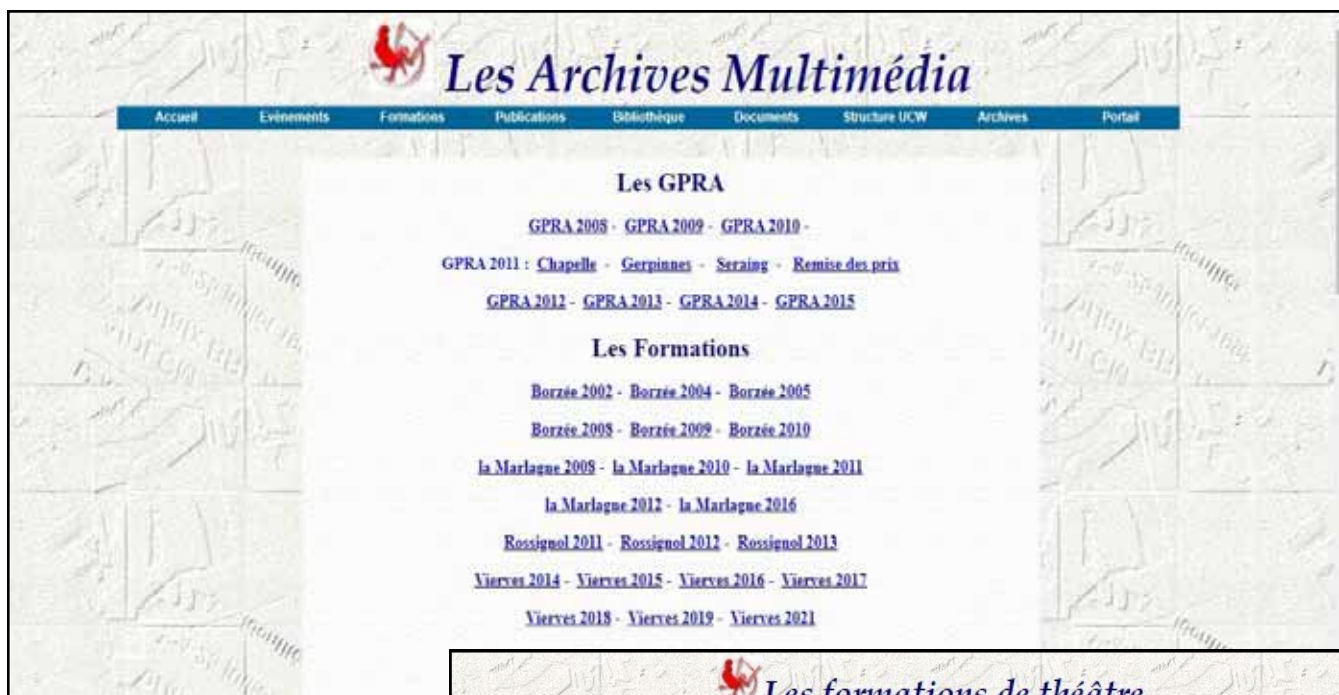 Les Archives Multimédia
Accueil Evénements Formations Publications Bibliothèque Documents Structure UCW Archives Portail
Les GPRA
GPRA 2008 - GPRA 2009 - GPRA 2010 -
GPRA 2011 : Chapelle - Gerpinnes - Seraing - Remise des prix
GPRA 2012 - GPRA 2013 - GPRA 2014 - GPRA 2015
Les Formations
Borzée 2002 - Borzée 2004 - Borzée 2005
Borzée 2008 - Borzée 2009 - Borzée 2010
la Marlagne 2008 - la Marlagne 2010 - la Marlagne 2011
la Marlagne 2012 - la Marlagne 2016
Rossignol 2011 - Rossignol 2012 - Rossignol 2013
Vierves 2014 - Vierves 2015 - Vierves 2016 - Vierves 2017
Vierves 2018 - Vierves 2019 - Vierves 2021
Les formations de théâtre